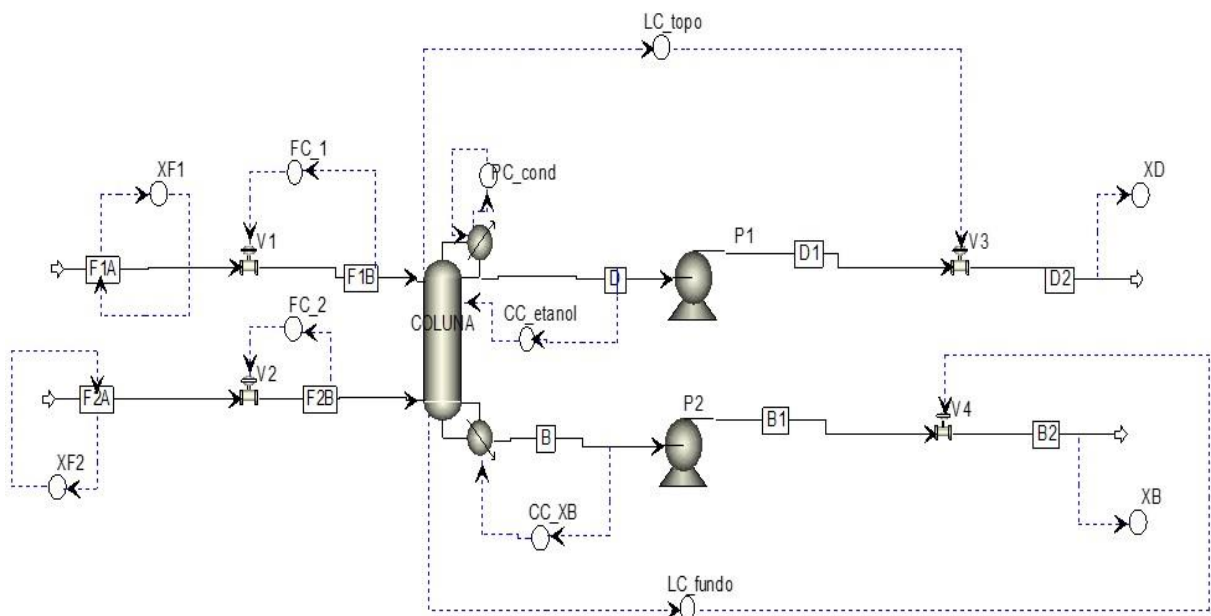 LC_topo
FC_1
XF1
PC_cond
XD
V1
P1
D1
V3
F1A
F1B
D
D2
FC_2
CC_etanol
COLUNA
V2
F2A
F2B
P2
B1
V4
B
B2
XF2
CC_XB
XB
LC_fundo